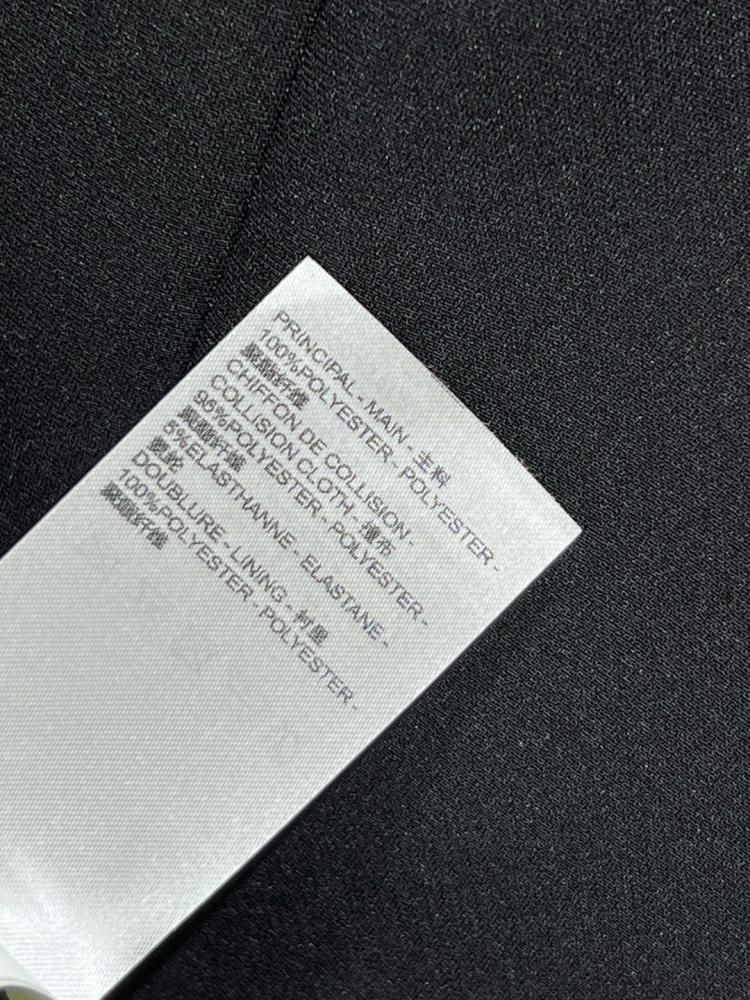 PRINCIPAL - MAIN - 主料
100%POLYESTER - POLYESTER -
聚酯纤维
CHIFFON DE COLLISION -
COLLISION CLOTH - 撞布
95%POLYESTER - POLYESTER -
聚酯纤维
5%ELASTHANNE - ELASTANE -
氨纶
DOUBLURE - LINING - 衬里
100%POLYESTER - POLYESTER -
聚酯纤维